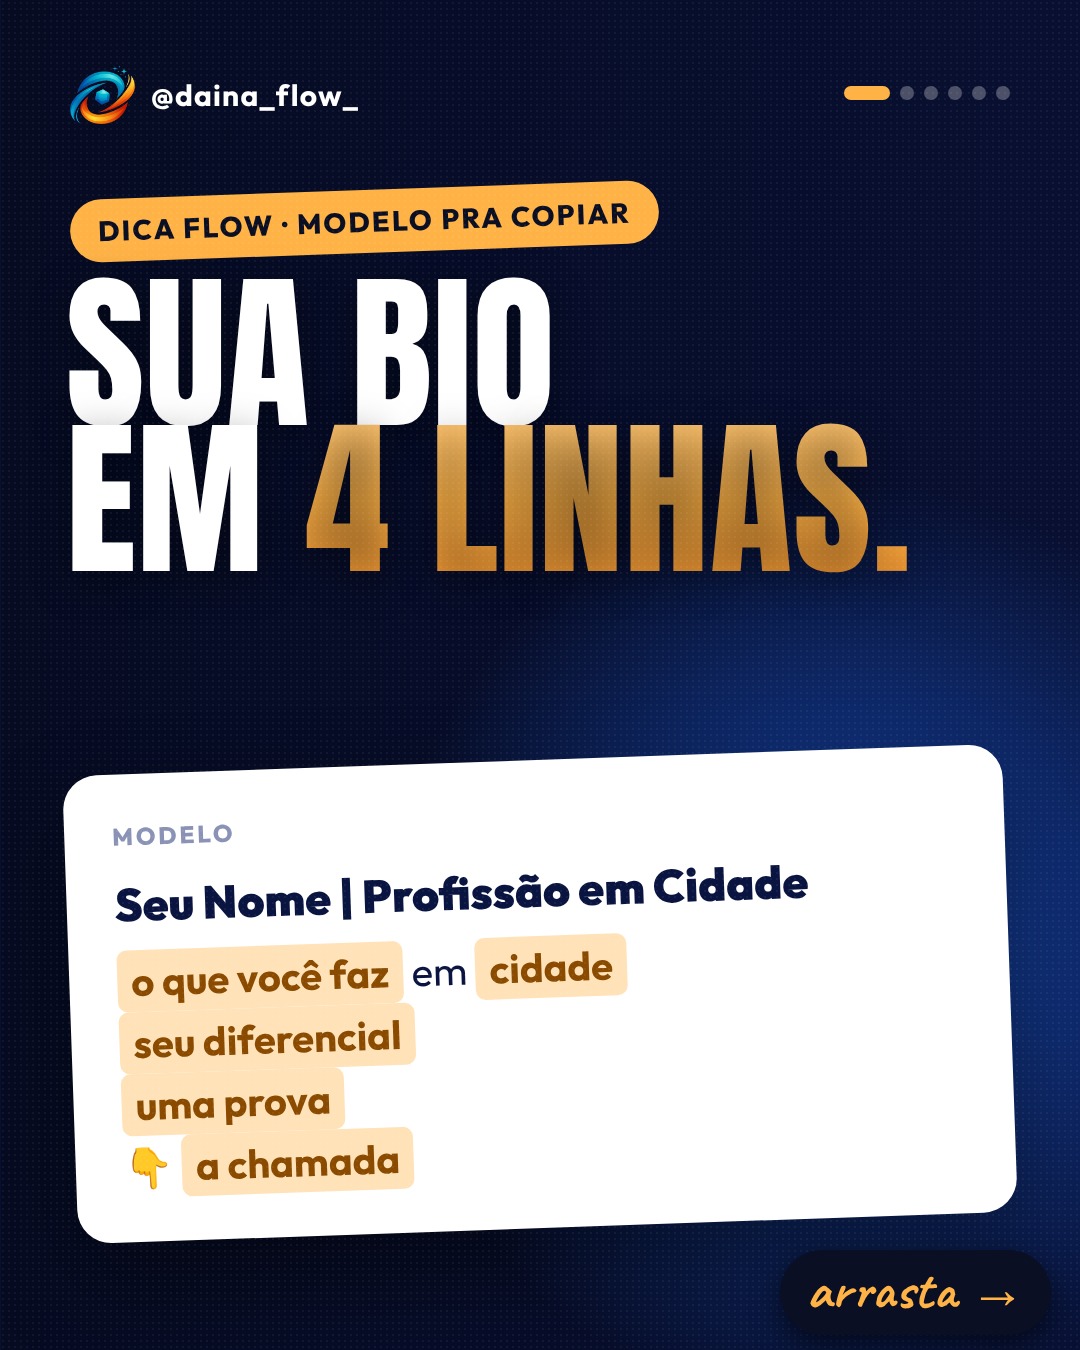 @daina_flow_
DICA FLOW · MODELO PRA COPIAR
SUA BIO
EM 4 LINHAS.
MODELO
Seu Nome | Profissão em Cidade
o que você faz em cidade
seu diferencial
uma prova
👇 a chamada
arrasta →